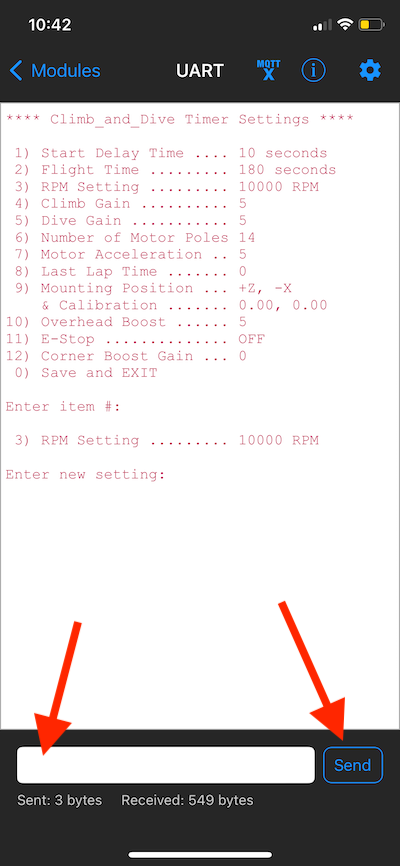 10:42
Modules
UART
MQTT
X
i
**** Climb_and_Dive Timer Settings ****
1) Start Delay Time .... 10 seconds
2) Flight Time ......... 180 seconds
3) RPM Setting ......... 10000 RPM
4) Climb Gain .......... 5
5) Dive Gain ........... 5
6) Number of Motor Poles 14
7) Motor Acceleration .. 5
8) Last Lap Time ....... 0
9) Mounting Position ... +Z, -X
& Calibration ....... 0.00, 0.00
10) Overhead Boost ...... 5
11) E-Stop .............. OFF
12) Corner Boost Gain ... 0
0) Save and EXIT
Enter item #:
3) RPM Setting ......... 10000 RPM
Enter new setting:
Send
Sent: 3 bytes Received: 549 bytes